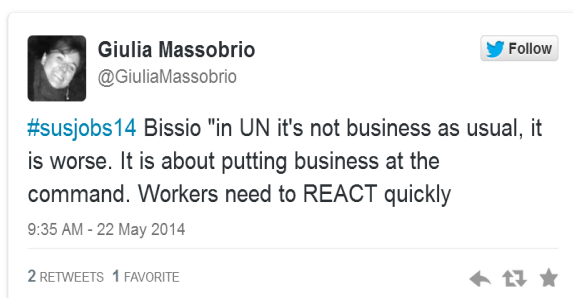 Giulia Massobrio
@GiuliaMassobrio
Follow
#susjobs14 Bissio "in UN it's not business as usual, it
is worse. It is about putting business at the
command. Workers need to REACT quickly
9:35 AM - 22 May 2014
2 RETWEETS 1 FAVORITE